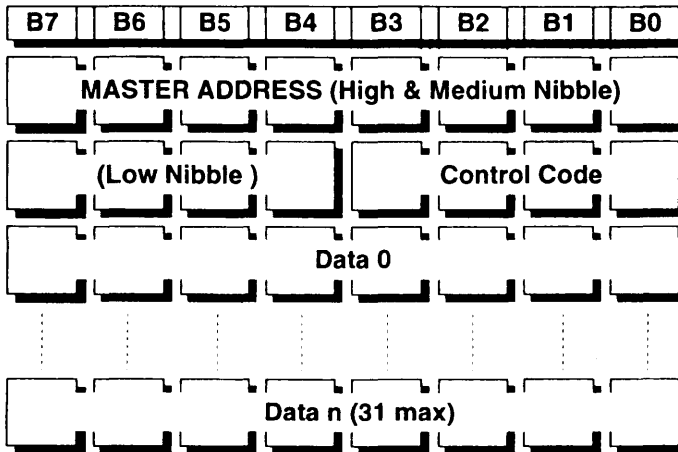 B7 B6 B5 B4 B3 B2 B1 B0
MASTER ADDRESS (High & Medium Nibble)
(Low Nibble ) Control Code
Data 0
Data n (31 max)